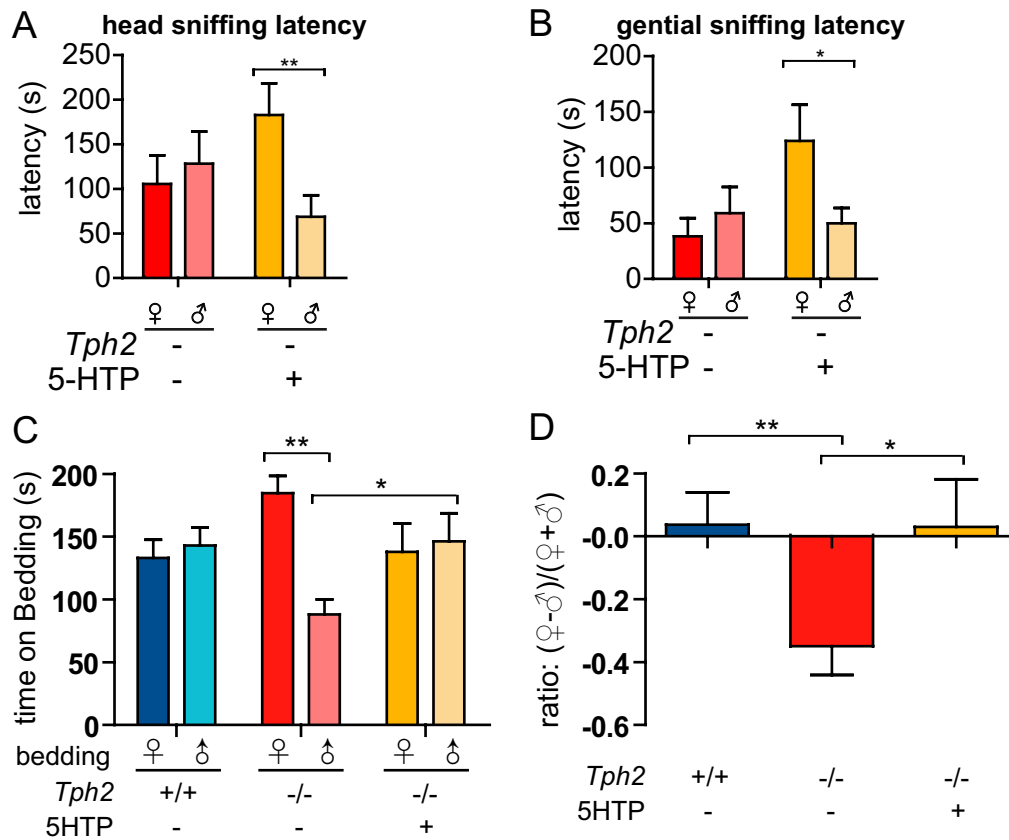 A head sniffing latency
latency (s)
250
200
150
100
50
0
**
♀ ♂ ♀ ♂
Tph2 - -
5-HTP - +
B gential sniffing latency
latency (s)
200
150
100
50
0
*
♀ ♂ ♀ ♂
Tph2 - -
5-HTP - +
C
time on Bedding (s)
200
150
100
50
0
**
*
bedding ♀ ♂ ♀ ♂ ♀ ♂
Tph2 +/+ -/- -/-
5HTP - - +
D
ratio: (♀-♂)/(♀+♂)
0.2
-0.0
-0.2
-0.4
-0.6
**
*
Tph2 +/+ -/- -/-
5HTP - - +